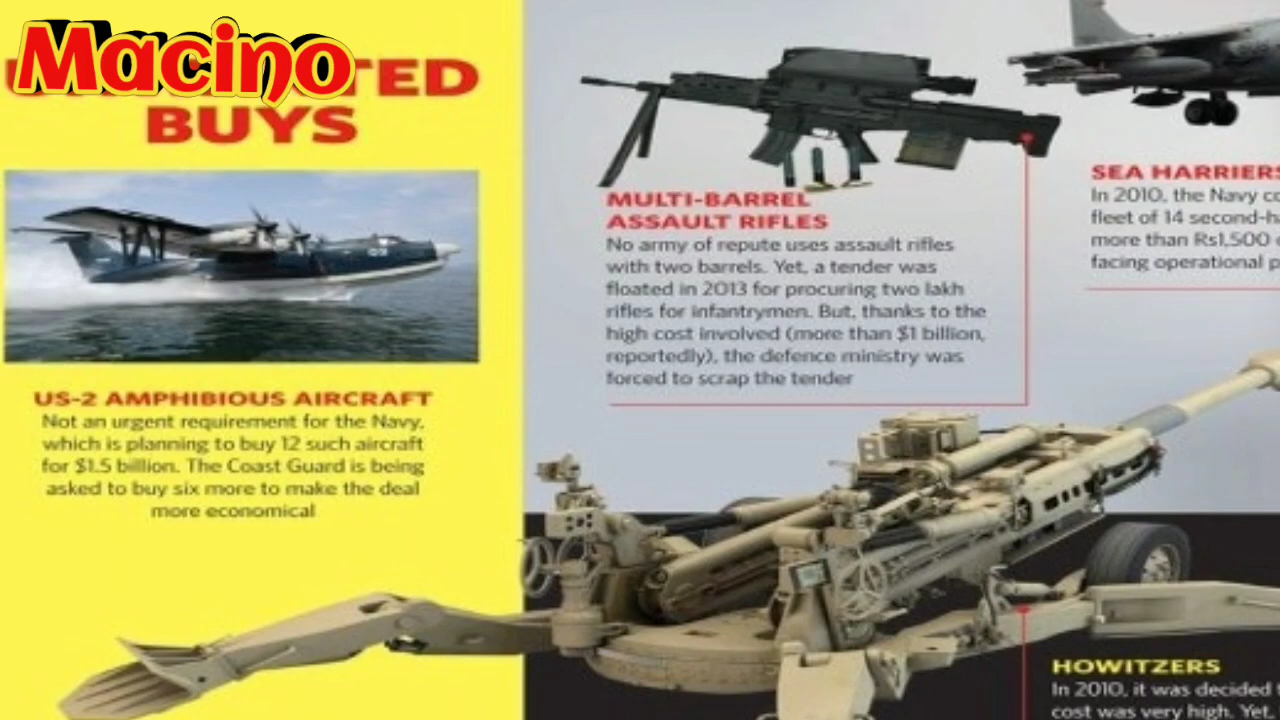 Macino
TED
BUYS
US-2 AMPHIBIOUS AIRCRAFT
Not an urgent requirement for the Navy,
which is planning to buy 12 such aircraft
for $1.5 billion. The Coast Guard is being
asked to buy six more to make the deal
more economical
MULTI-BARREL
ASSAULT RIFLES
No army of repute uses assault rifles
with two barrels. Yet, a tender was
floated in 2013 for procuring two lakh
rifles for infantrymen. But, thanks to the
high cost involved (more than $1 billion,
reportedly), the defence ministry was
forced to scrap the tender
SEA HARRIERS
In 2010, the Navy
fleet of 14 second-h
more than Rs1,500
facing operational
HOWITZERS
In 2010, it was decided
cost was very high. Yet,